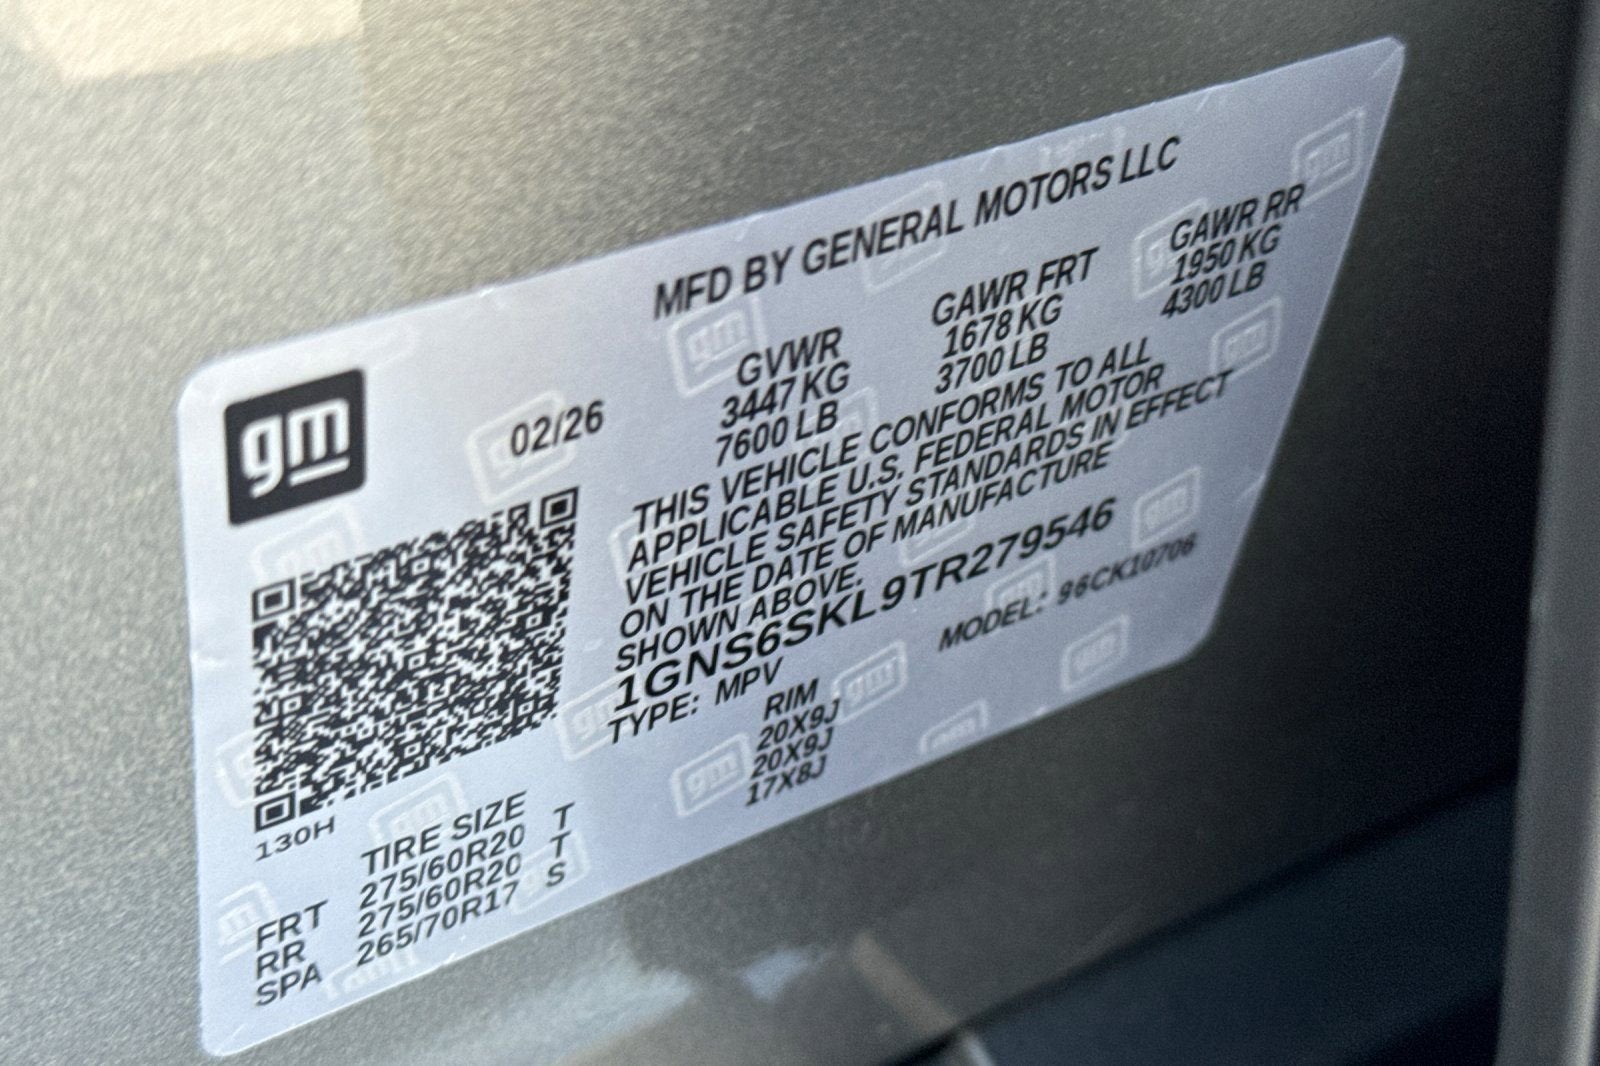 MFD BY GENERAL MOTORS LLC
gm
02/26
GVWR GAWR FRT GAWR RR
3447 KG 1678 KG 1950 KG
7600 LB 3700 LB 4300 LB
THIS VEHICLE CONFORMS TO ALL
APPLICABLE U.S. FEDERAL MOTOR
VEHICLE SAFETY STANDARDS IN EFFECT
ON THE DATE OF MANUFACTURE
SHOWN ABOVE.
1GNS6SKL9TR279546
TYPE: MPV MODEL: 96CK10706
130H
TIRE SIZE RIM
FRT 275/60R20 T 20X9J
RR 275/60R20 T 20X9J
SPA 265/70R17 S 17X8J